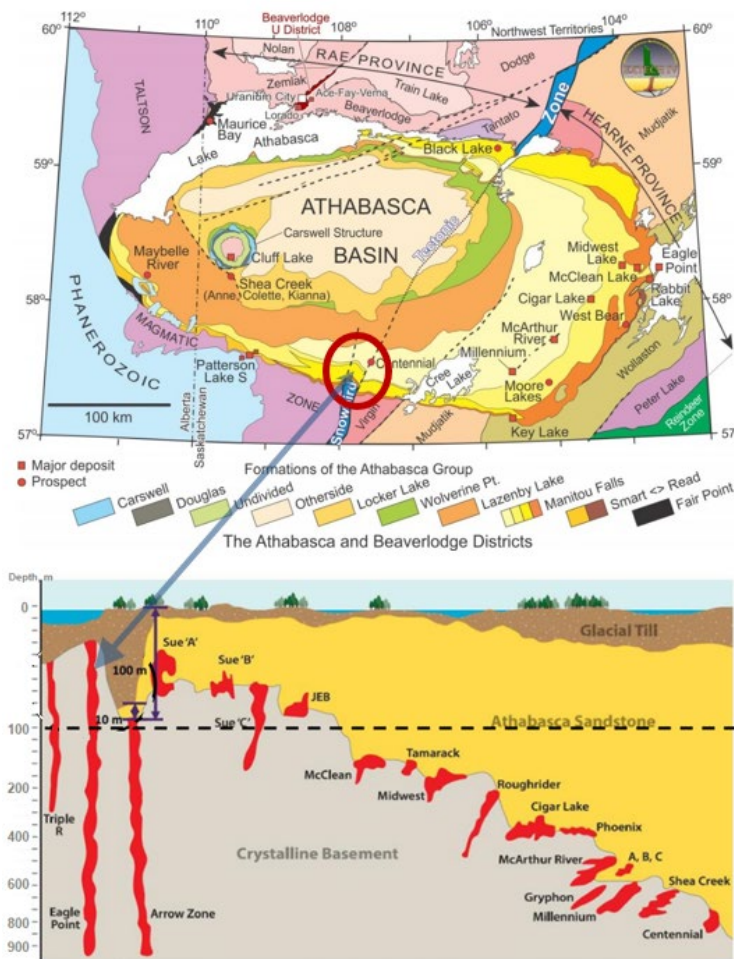 112°
110°
Beaverlodge
U District
108°
106°
Northwest Territories
104°
60°
60°
Nolan
RAE PROVINCE
Dodge
Zemlak
Train Lake
Uranium City
Ace-Fay-Verna
Lorado
Beaverlodge
TALTSON
Maurice
Bay
Lake
Athabasca
Tantato
Zone
HEARNE PROVINCE
Mudjatik
59°
59°
Black Lake
ATHABASCA
BASIN
Carswell Structure
Cluff Lake
Tectonic
Maybelle
River
Shea Creek
(Anne, Colette, Kianna)
Midwest
Lake
Eagle
Point
McClean Lake
Rabbit
Lake
Cigar Lake
West Bear
58°
58°
PHANEROZOIC
MAGMATIC
McArthur
River
Centennial
Millennium
Wollaston
Patterson
Lake S
Cree
Lake
Moore
Lakes
Peter Lake
100 km
Alberta
Saskatchewan
ZONE
Snowbird
Virgin
Mudjatik
Key Lake
Reindeer
Zone
57°
57°
Major deposit
Prospect
Formations of the Athabasca Group
Carswell
Douglas
Undivided
Otherside
Locker Lake
Wolverine Pt.
Lazenby Lake
Manitou Falls
Smart <> Read
Fair Point
The Athabasca and Beaverlodge Districts
Depth, m
0
Glacial Till
Sue 'A'
100 m
Sue 'B'
JEB
10 m
Sue 'C'
Athabasca Sandstone
100
Tamarack
McClean
Midwest
Roughrider
200
Triple
R
Cigar Lake
Phoenix
400
Crystalline Basement
McArthur River
A, B, C
600
Shea Creek
Eagle
Point
Arrow Zone
Gryphon
Millennium
Centennial
800
900